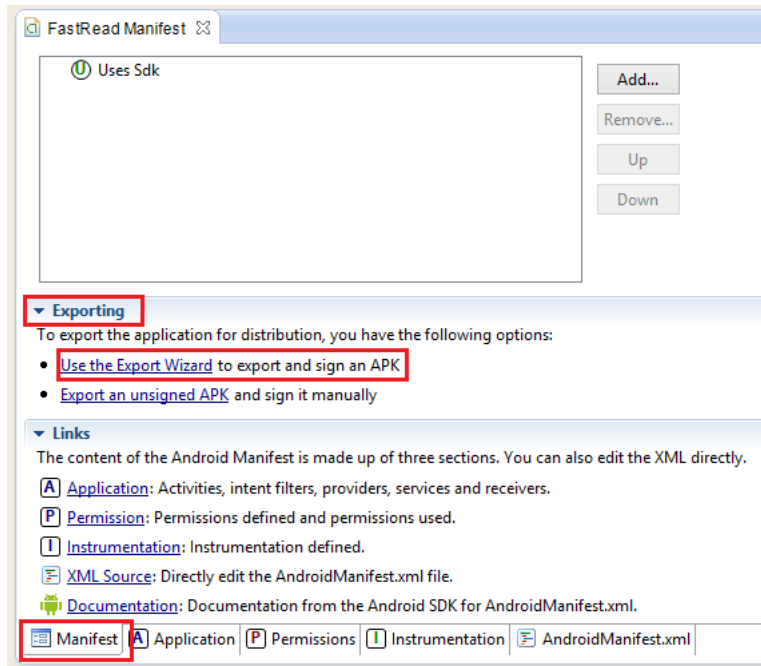 FastRead Manifest
Uses Sdk
Add...
Remove...
Up
Down
Exporting
To export the application for distribution, you have the following options:
Use the Export Wizard to export and sign an APK
Export an unsigned APK and sign it manually
Links
The content of the Android Manifest is made up of three sections. You can also edit the XML directly.
A Application: Activities, intent filters, providers, services and receivers.
P Permission: Permissions defined and permissions used.
I Instrumentation: Instrumentation defined.
XML Source: Directly edit the AndroidManifest.xml file.
Documentation: Documentation from the Android SDK for AndroidManifest.xml.
Manifest A Application P Permissions I Instrumentation AndroidManifest.xml